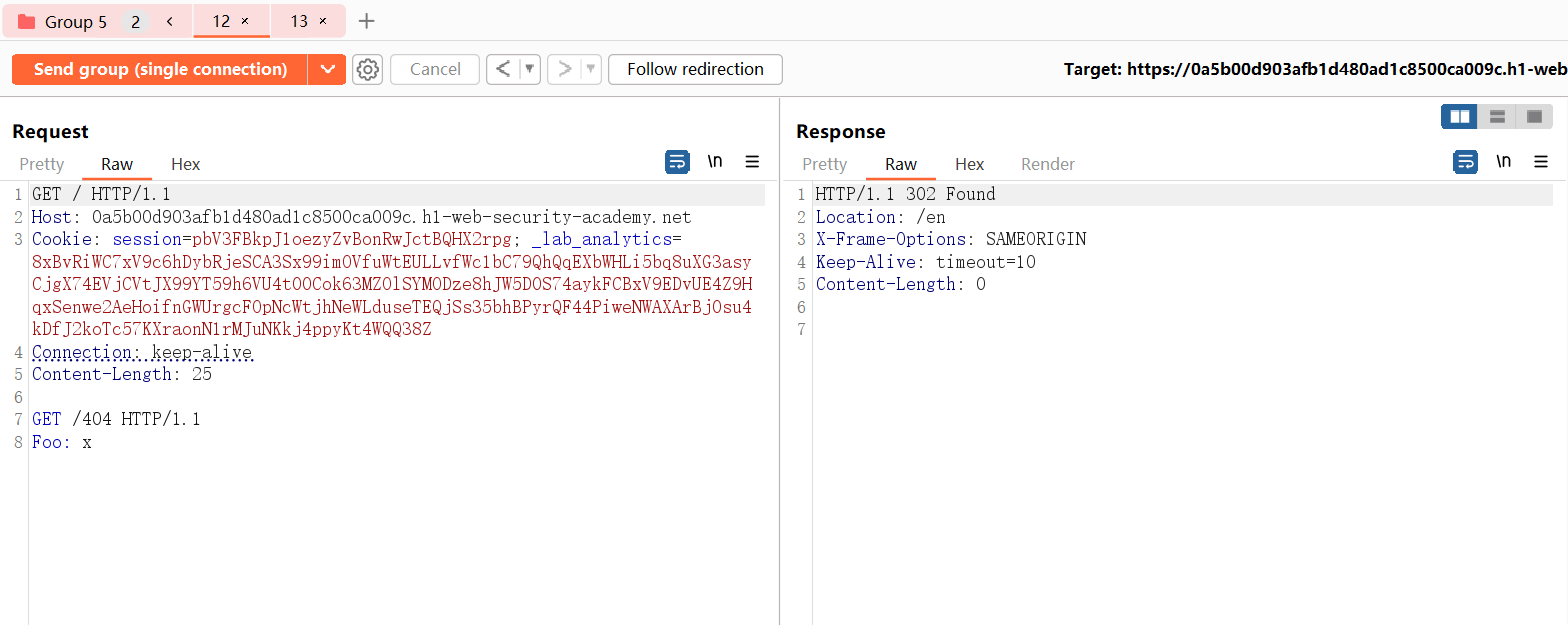 Group 5 2 < 12 × 13 × +
Send group (single connection) Cancel < > Follow redirection Target: https://0a5b00d903afb1d480ad1c8500ca009c.h1-web
Request
Pretty Raw Hex \n
1 GET / HTTP/1.1
2 Host: 0a5b00d903afb1d480ad1c8500ca009c.h1-web-security-academy.net
3 Cookie: session=pbV3FBkpJ1oezyZvBonRwJctBQHX2rpg; _lab_analytics=
8xBvRiWC7xV9c6hDybRjeSCA3Sx99imOVfuWtEULLvfWc1bC79QhQqEXbWHLi5bq8uXG3asy
CjgX74EVjCVtJX99YT59h6VU4tO0Cok63MZOlSYMODze8hJW5DOS74aykFCBxV9EDvUE4Z9H
qxSenwe2AeHoifnGWUrgcFOpNcWtjhNeWLduseTEQjSs35bhBPyrQF44PiweNWAXArBjOsu4
kDfJ2koTc57KXraonN1rMJuNKkj4ppyKt4WQQ38Z
4 Connection: keep-alive
5 Content-Length: 25
6
7 GET /404 HTTP/1.1
8 Foo: x
Response
Pretty Raw Hex Render \n
1 HTTP/1.1 302 Found
2 Location: /en
3 X-Frame-Options: SAMEORIGIN
4 Keep-Alive: timeout=10
5 Content-Length: 0
6
7